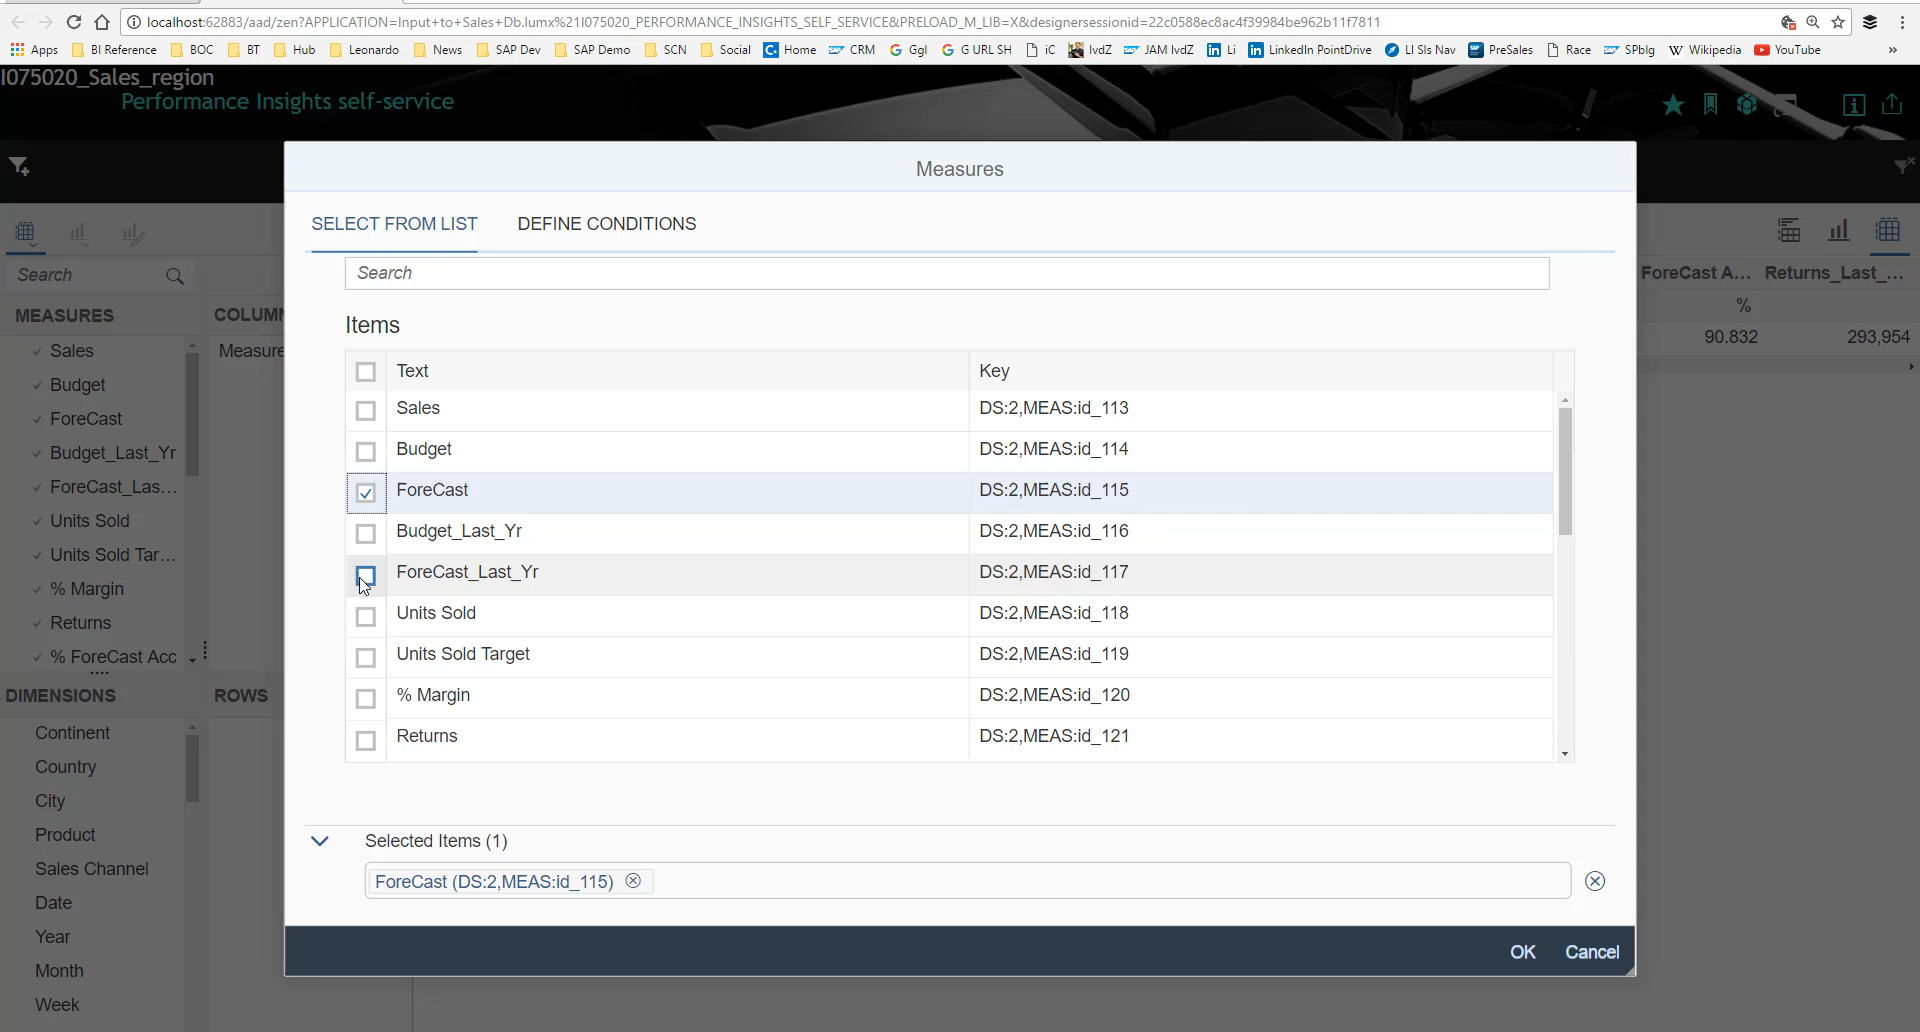 localhost:62883/aad/zen?APPLICATION=Input+to+Sales+Db.lumx%21I075020_PERFORMANCE_INSIGHTS_SELF_SERVICE&PRELOAD_M_LIB=X&designersessionid=22c0588ec8ac4f39984be962b11f7811
Apps BI Reference BOC BT Hub Leonardo News SAP Dev SAP Demo SCN Social Home CRM Ggl G URL SH iC IvdZ JAM IvdZ Li LinkedIn PointDrive LI Sls Nav PreSales Race SPblg Wikipedia YouTube »
I075020_Sales_region
Performance Insights self-service
Measures
SELECT FROM LIST DEFINE CONDITIONS
Search
Search
ForeCast A... Returns_Last_...
MEASURES COLUMN
%
Items
Sales Measure
90.832 293,954
Text Key
Budget
Sales DS:2,MEAS:id_113
ForeCast
Budget DS:2,MEAS:id_114
Budget_Last_Yr
ForeCast_Las...
ForeCast DS:2,MEAS:id_115
Units Sold
Budget_Last_Yr DS:2,MEAS:id_116
Units Sold Tar...
ForeCast_Last_Yr DS:2,MEAS:id_117
% Margin
Units Sold DS:2,MEAS:id_118
Returns
Units Sold Target DS:2,MEAS:id_119
% ForeCast Acc
DIMENSIONS ROWS
% Margin DS:2,MEAS:id_120
Continent
Returns DS:2,MEAS:id_121
Country
City
Product
Selected Items (1)
Sales Channel
ForeCast (DS:2,MEAS:id_115)
Date
Year
OK Cancel
Month
Week